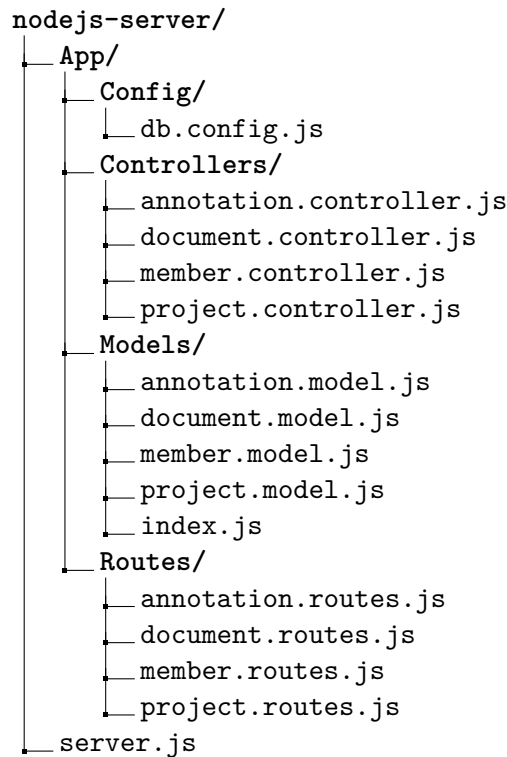 nodejs-server/
App/
Config/
db.config.js
Controllers/
annotation.controller.js
document.controller.js
member.controller.js
project.controller.js
Models/
annotation.model.js
document.model.js
member.model.js
project.model.js
index.js
Routes/
annotation.routes.js
document.routes.js
member.routes.js
project.routes.js
server.js